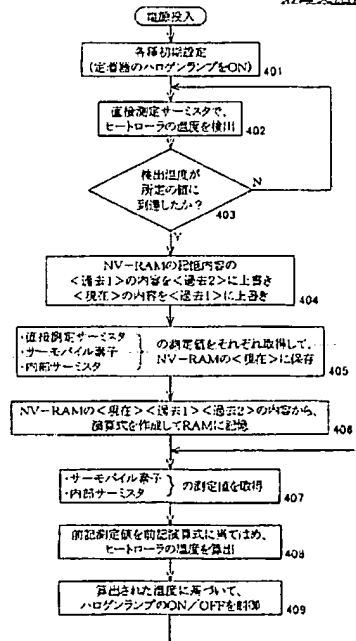 電源投入
各種初期設定
(定着器のハロゲンランプをON)
401
直接測定サーミスタで、
ヒートローラの温度を検出
402
検出温度が
所定の値に
到達したか？
N
403
Y
NV－RAMの記憶内容の
＜過去1＞の内容を＜過去2＞に上書き
＜現在＞の内容を＜過去1＞に上書き
404
・直接測定サーミスタ
・サーモパイル素子
・内部サーミスタ
の測定値をそれぞれ取得して、
NV－RAMの＜現在＞に保存
405
NV－RAMの＜現在＞＜過去1＞＜過去2＞の内容から、
演算式を作成してRAMに記憶
406
・サーモパイル素子
・内部サーミスタ
の測定値を取得
407
前記測定値を前記演算式に当てはめ、
ヒートローラの温度を算出
408
算出された温度に基づいて、
ハロゲンランプのON／OFFを制御
409